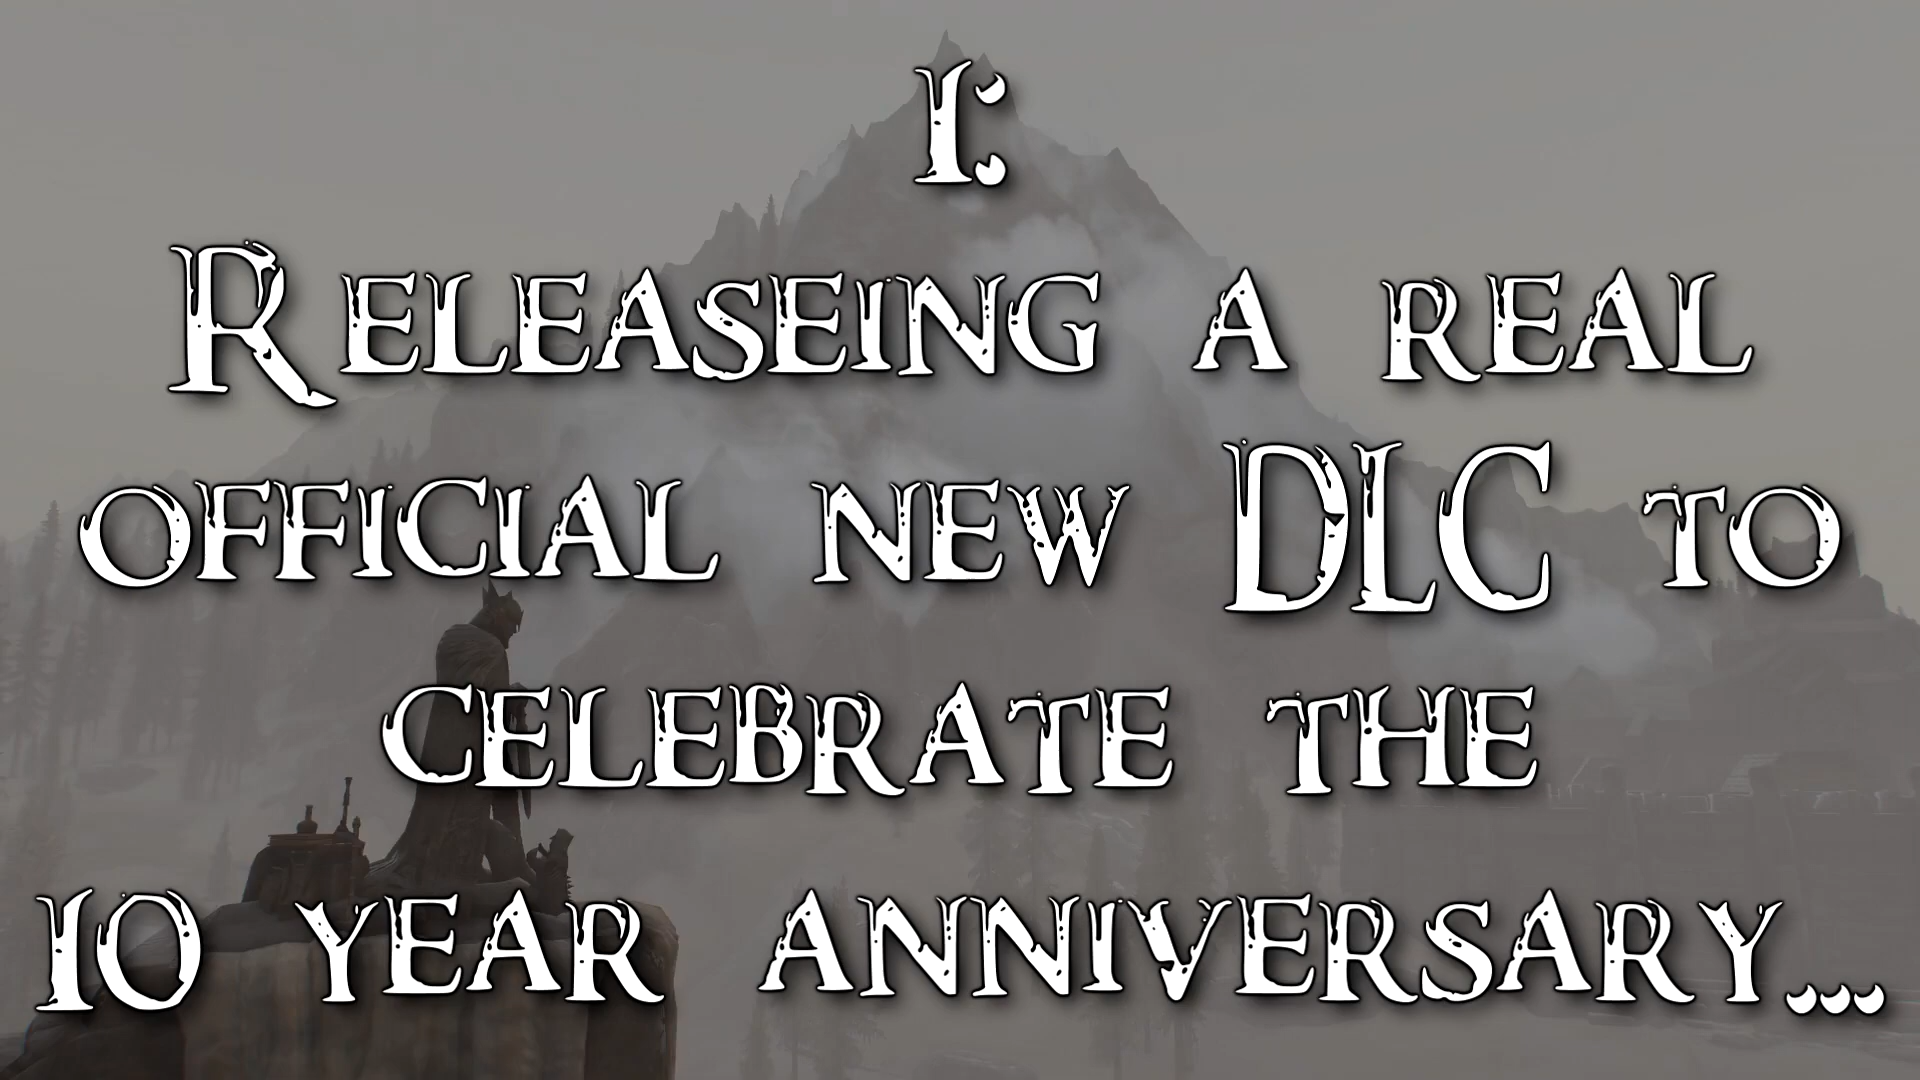 1:
Releaseing a real
official new DLC to
celebrate the
10 year anniversary...